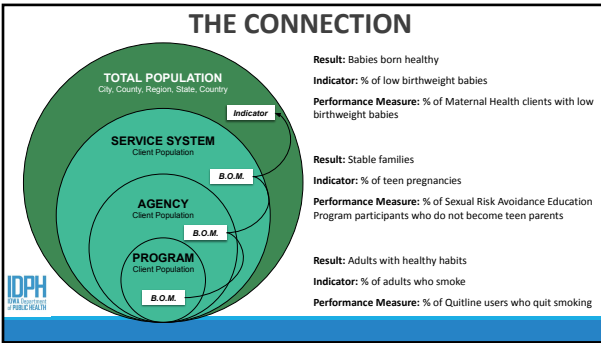 THE CONNECTION
TOTAL POPULATION
City, County, Region, State, Country
Indicator
SERVICE SYSTEM
Client Population
B.O.M.
AGENCY
Client Population
B.O.M.
PROGRAM
Client Population
B.O.M.
IDPH
IOWA Department
of PUBLIC HEALTH
Result: Babies born healthy
Indicator: % of low birthweight babies
Performance Measure: % of Maternal Health clients with low
birthweight babies
Result: Stable families
Indicator: % of teen pregnancies
Performance Measure: % of Sexual Risk Avoidance Education
Program participants who do not become teen parents
Result: Adults with healthy habits
Indicator: % of adults who smoke
Performance Measure: % of Quitline users who quit smoking